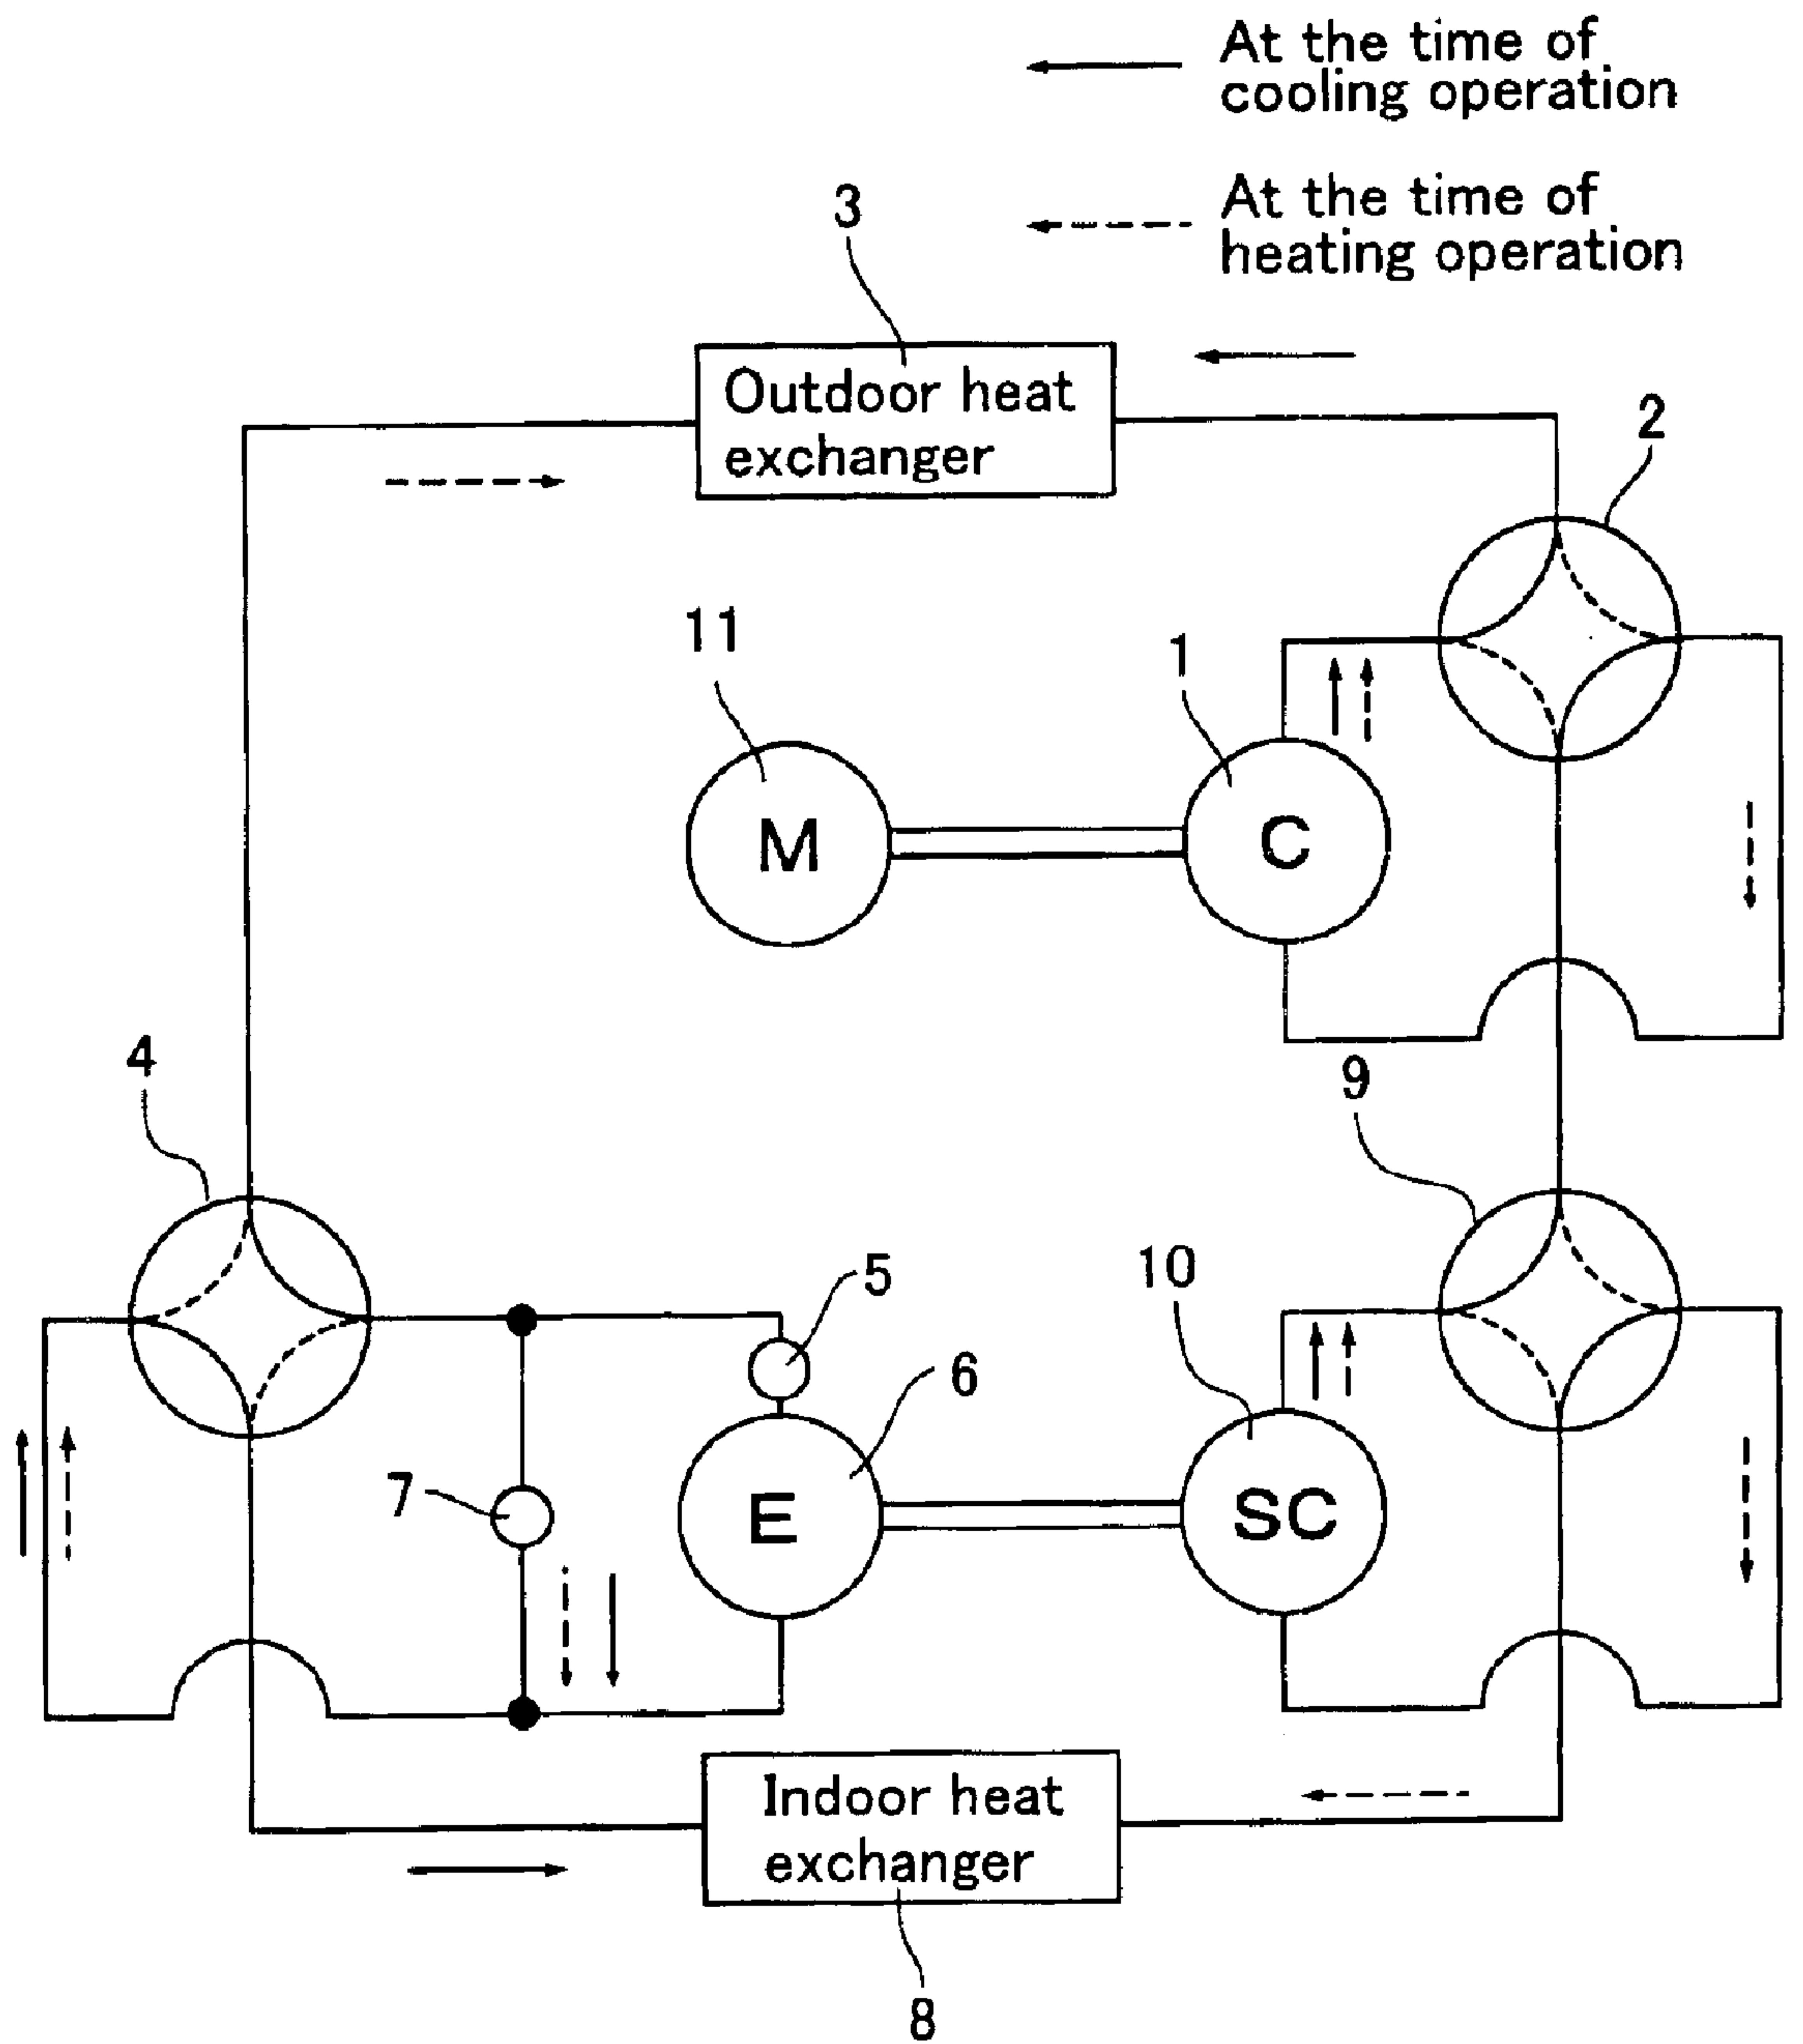 At the time of
cooling operation
At the time of
heating operation
3
Outdoor heat
exchanger
2
11
1
M
C
4
9
5
10
6
7
E
SC
Indoor heat
exchanger
8